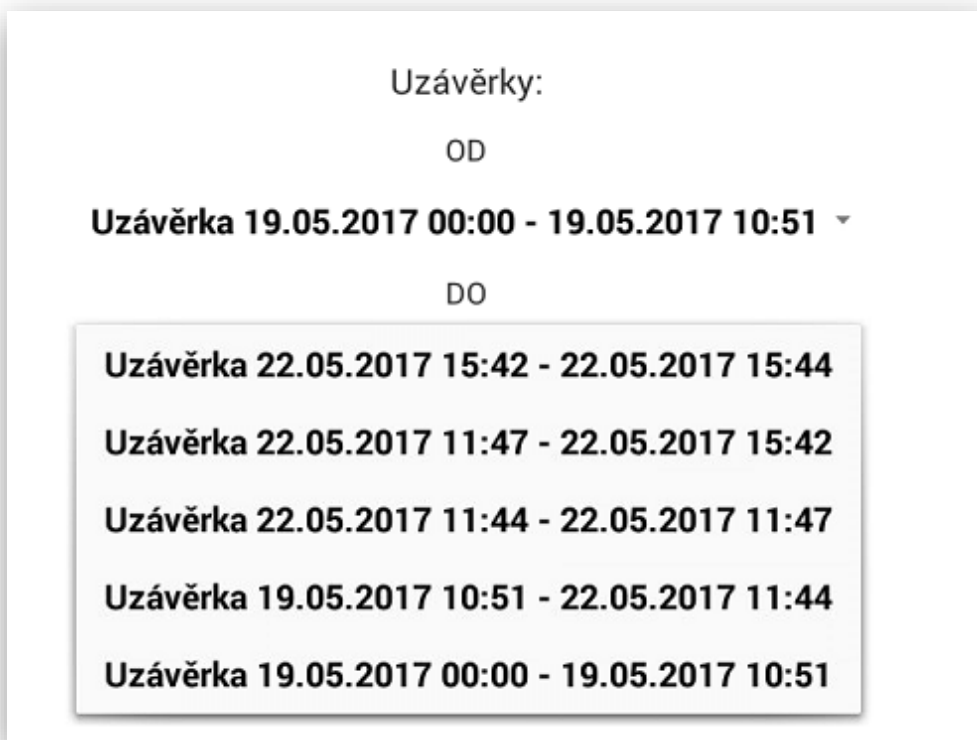 Uzávěrky:
OD
Uzávěrka 19.05.2017 00:00 - 19.05.2017 10:51
DO
Uzávěrka 22.05.2017 15:42 - 22.05.2017 15:44
Uzávěrka 22.05.2017 11:47 - 22.05.2017 15:42
Uzávěrka 22.05.2017 11:44 - 22.05.2017 11:47
Uzávěrka 19.05.2017 10:51 - 22.05.2017 11:44
Uzávěrka 19.05.2017 00:00 - 19.05.2017 10:51